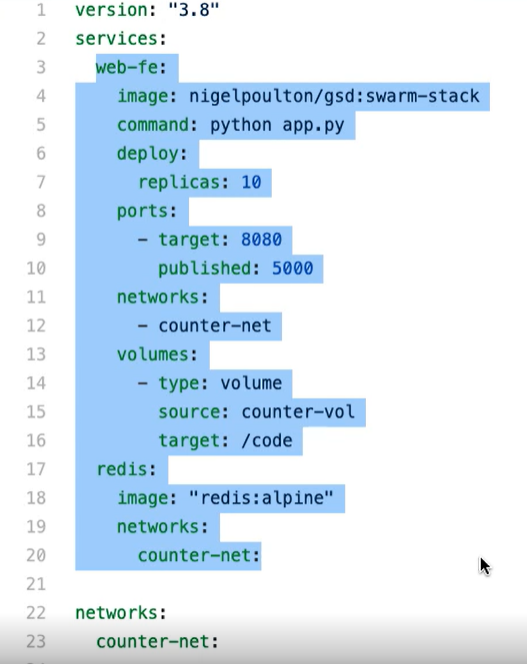 1 version: "3.8"
2 services:
3 web-fe:
4 image: nigelpoulton/gsd:swarm-stack
5 command: python app.py
6 deploy:
7 replicas: 10
8 ports:
9 - target: 8080
10 published: 5000
11 networks:
12 - counter-net
13 volumes:
14 - type: volume
15 source: counter-vol
16 target: /code
17 redis:
18 image: "redis:alpine"
19 networks:
20 counter-net:
21
22 networks:
23 counter-net: